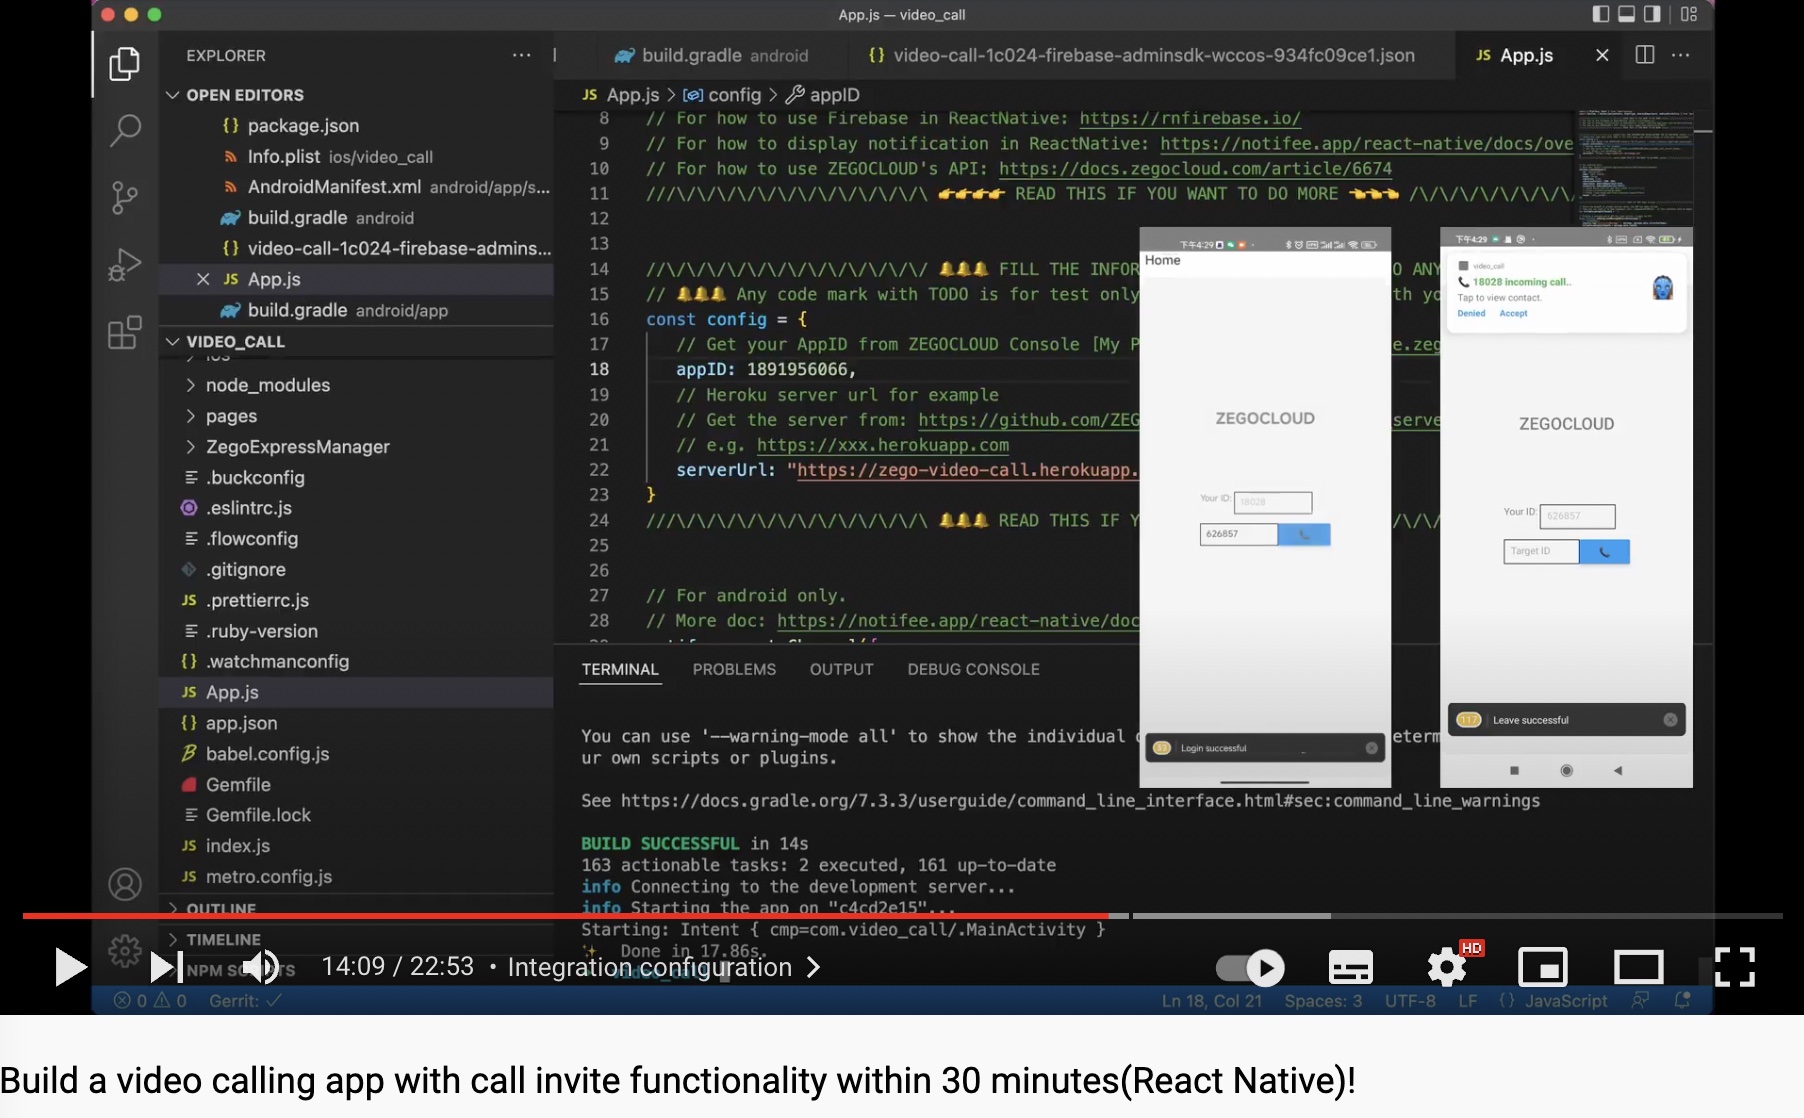 App.js — video_call
EXPLORER
build.gradle android
video-call-1c024-firebase-adminsdk-wccos-934fc09ce1.json
JS App.js
OPEN EDITORS
{} package.json
Info.plist ios/video_call
AndroidManifest.xml android/app/s...
build.gradle android
{} video-call-1c024-firebase-admins...
JS App.js
build.gradle android/app
VIDEO_CALL
ios
node_modules
pages
ZegoExpressManager
.buckconfig
.eslintrc.js
.flowconfig
.gitignore
JS .prettierrc.js
.ruby-version
{} .watchmanconfig
JS App.js
{} app.json
babel.config.js
Gemfile
Gemfile.lock
JS index.js
JS metro.config.js
OUTLINE
TIMELINE
NPM SCRIPTS
JS App.js > config > appID
8 // For how to use Firebase in ReactNative: https://rnfirebase.io/
9 // For how to display notification in ReactNative: https://notifee.app/react-native/docs/ove
10 // For how to use ZEGOCLOUD's API: https://docs.zegocloud.com/article/6674
11 ///\/\/\/\/\/\/\/\/\/\/\/\/\ 👉👉👉👉 READ THIS IF YOU WANT TO DO MORE 👈👈👈 /\/\/\/\/\/\/\/\/\/\
12
13
14 //\/\/\/\/\/\/\/\/\/\/\/\/\/ 🔔🔔🔔 FILL THE INFOR
O ANY
15 // 🔔🔔🔔 Any code mark with TODO is for test only
th yo
16 const config = {
17 // Get your AppID from ZEGOCLOUD Console [My P
e.zeg
18 appID: 1891956066,
19 // Heroku server url for example
20 // Get the server from: https://github.com/ZEG
serve
21 // e.g. https://xxx.herokuapp.com
22 serverUrl: "https://zego-video-call.herokuapp.
23 }
24 ///\/\/\/\/\/\/\/\/\/\/\/\/\ 🔔🔔🔔 READ THIS IF Y
/\/\/
25
26
27 // For android only.
28 // More doc: https://notifee.app/react-native/doc
下午4:29
Home
ZEGOCLOUD
Your ID: 18028
626857
Login successful
下午4:29
video_call
18028 incoming call..
Tap to view contact.
Denied Accept
ZEGOCLOUD
Your ID: 626857
Target ID
117 Leave successful
TERMINAL PROBLEMS OUTPUT DEBUG CONSOLE
You can use '--warning-mode all' to show the individual d
eterm
ur own scripts or plugins.
See https://docs.gradle.org/7.3.3/userguide/command_line_interface.html#sec:command_line_warnings
BUILD SUCCESSFUL in 14s
163 actionable tasks: 2 executed, 161 up-to-date
info Connecting to the development server...
info Starting the app on "c4cd2e15"...
Starting: Intent { cmp=com.video_call/.MainActivity }
✨ Done in 17.86s.
14:09 / 22:53 • Integration configuration >
HD
0 0 Gerrit: ✓
Ln 18, Col 21 Spaces: 3 UTF-8 LF {} JavaScript
Build a video calling app with call invite functionality within 30 minutes(React Native)!